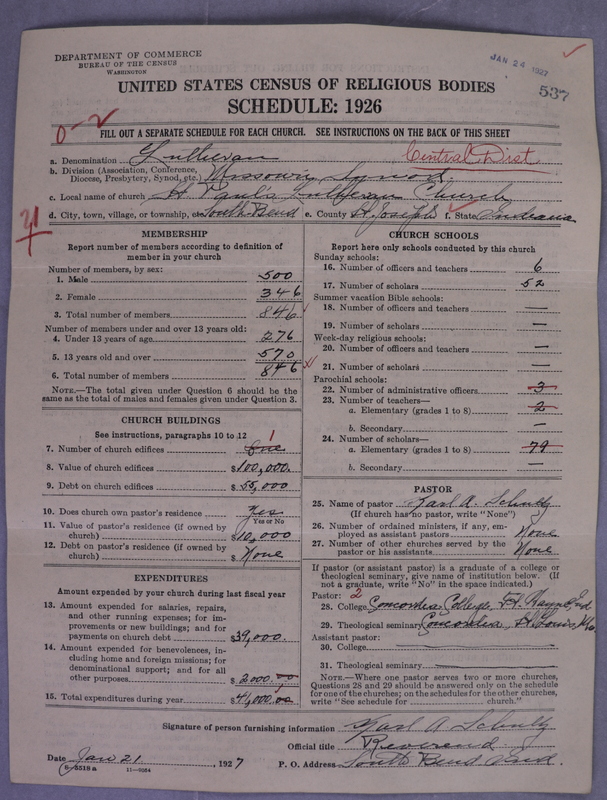 DEPARTMENT OF COMMERCE
BUREAU OF THE CENSUS
WASHINGTON
JAN 24 1927
537
UNITED STATES CENSUS OF RELIGIOUS BODIES
SCHEDULE: 1926
0-2
FILL OUT A SEPARATE SCHEDULE FOR EACH CHURCH. SEE INSTRUCTIONS ON THE BACK OF THIS SHEET
a. Denomination Lutheran Central Dist
b. Division (Association, Conference, Diocese, Presbytery, Synod, etc.) Missouri Synod
c. Local name of church St Paul's Lutheran Church
d. City, town, village, or township, etc. South Bend e. County St. Joseph f. State Indiana
MEMBERSHIP
Report number of members according to definition of
member in your church
Number of members, by sex:
1. Male 500
2. Female 346
3. Total number of members 846
Number of members under and over 13 years old:
4. Under 13 years of age 276
5. 13 years old and over 570
6. Total number of members 846
NOTE.—The total given under Question 6 should be the
same as the total of males and females given under Question 3.
CHURCH BUILDINGS
See instructions, paragraphs 10 to 12
7. Number of church edifices One 1
8. Value of church edifices $100,000.
9. Debt on church edifices $55,000
10. Does church own pastor's residence? Yes
Yes or No
11. Value of pastor's residence (if owned by
church) $10,000
12. Debt on pastor's residence (if owned by
church) $None
EXPENDITURES
Amount expended by your church during last fiscal year
13. Amount expended for salaries, repairs,
and other running expenses; for im-
provements or new buildings; and for
payments on church debt $39,000.
14. Amount expended for benevolences, in-
cluding home and foreign missions; for
denominational support; and for all
other purposes $2000.00
15. Total expenditures during year $41,000.00
CHURCH SCHOOLS
Report here only schools conducted by this church
Sunday schools:
16. Number of officers and teachers 6
17. Number of scholars 52
Summer vacation Bible schools:
18. Number of officers and teachers —
19. Number of scholars —
Week-day religious schools:
20. Number of officers and teachers —
21. Number of scholars —
Parochial schools:
22. Number of administrative officers 3
23. Number of teachers—
a. Elementary (grades 1 to 8) 2
b. Secondary —
24. Number of scholars—
a. Elementary (grades 1 to 8) 79
b. Secondary —
PASTOR
25. Name of pastor Karl A. Schultz
(If church has no pastor, write "None")
26. Number of ordained ministers, if any, em-
ployed as assistant pastors None
27. Number of other churches served by the
pastor or his assistants None
If pastor (or assistant pastor) is a graduate of a college or
theological seminary, give name of institution below. (If
not a graduate, write "No" in the space indicated.)
Pastor: 2
28. College Concordia College, Ft. Wayne, Ind
29. Theological seminary Concordia St Louis, Mo.
Assistant pastor:
30. College
31. Theological seminary
NOTE.—Where one pastor serves two or more churches,
Questions 28 and 29 should be answered only on the schedule
for one of the churches; on the schedules for the other churches,
write "See schedule for church."
Signature of person furnishing information Karl A Schultz
Official title Reverend
Date Jan 21, 1927 P. O. Address South Bend Ind.
8-5518a 11-9084